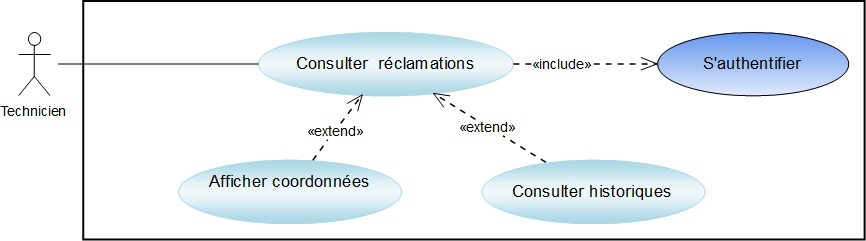 Consulter réclamations
«include»
S'authentifier
Technicien
«extend»
«extend»
Afficher coordonnées
Consulter historiques